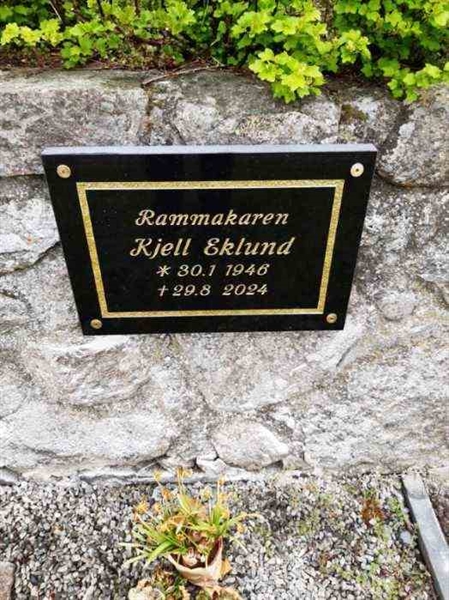 Rammakaren
Kjell Eklund
* 30.1 1946
† 29.8 2024